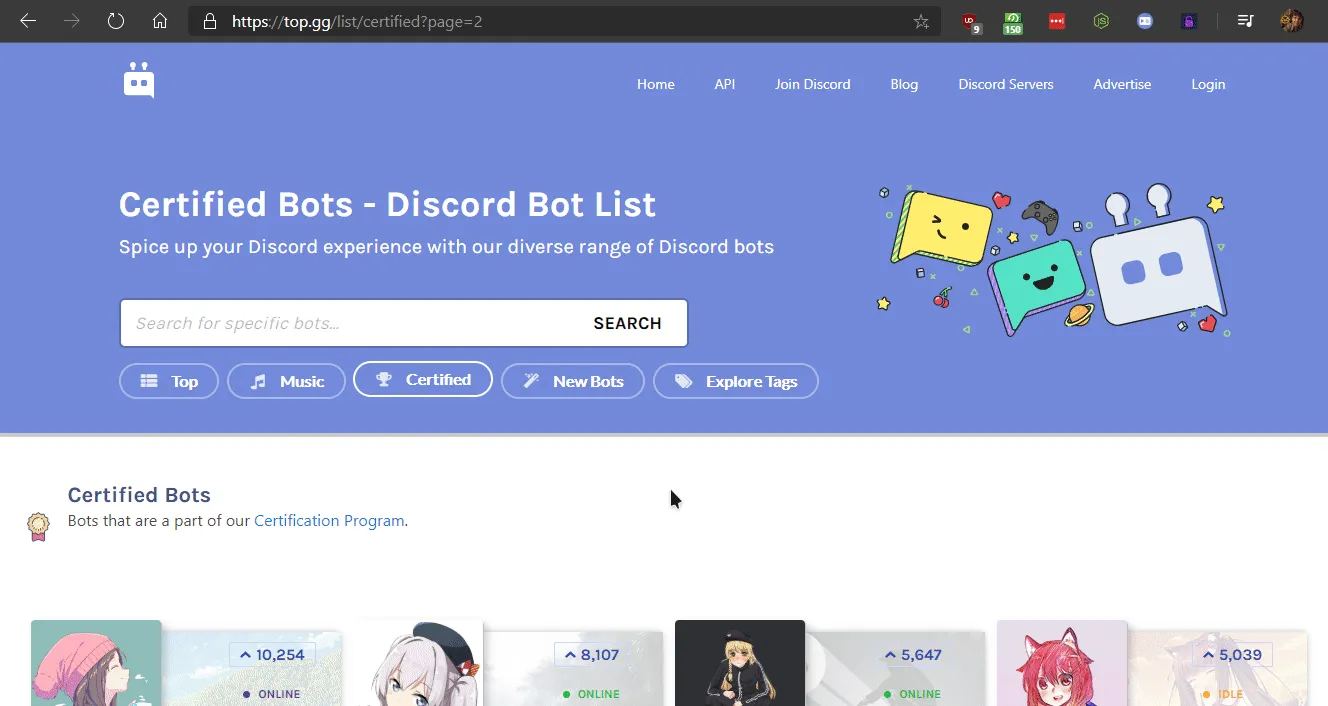 https://top.gg/list/certified?page=2
UD
9
150
JS
Home API Join Discord Blog Discord Servers Advertise Login
Certified Bots - Discord Bot List
Spice up your Discord experience with our diverse range of Discord bots
Search for specific bots...
SEARCH
Top Music Certified New Bots Explore Tags
Certified Bots
Bots that are a part of our Certification Program.
10,254 8,107 5,647 5,039
ONLINE ONLINE ONLINE IDLE